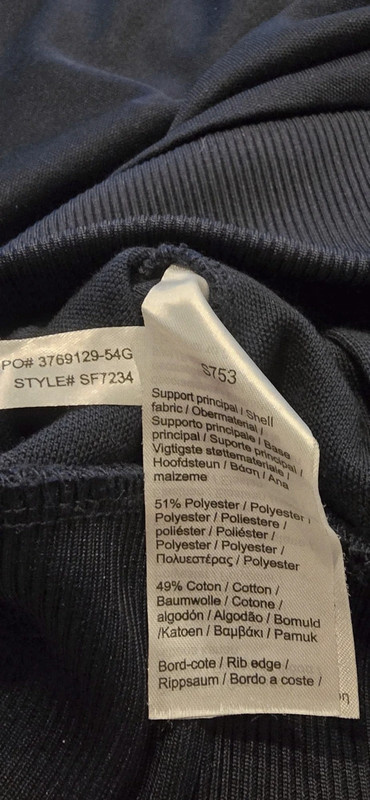 PO# 3769129-54G
STYLE# SF7234
S753
Support principal / Shell
fabric / Obermaterial /
Supporto principale / Base
principal / Suporte principal /
Vigtigste støttemateriale /
Hoofdsteun / Βάση / Ana
malzeme
51% Polyester / Polyester /
Polyester / Poliestere /
poliéster / Poliéster /
Polyester / Polyester /
Πολυεστέρας / Polyester
49% Coton / Cotton /
Baumwolle / Cotone /
algodón / Algodão / Bomuld
/Katoen / Βαμβάκι / Pamuk
Bord-cote / Rib edge /
Rippsaum / Bordo a coste /